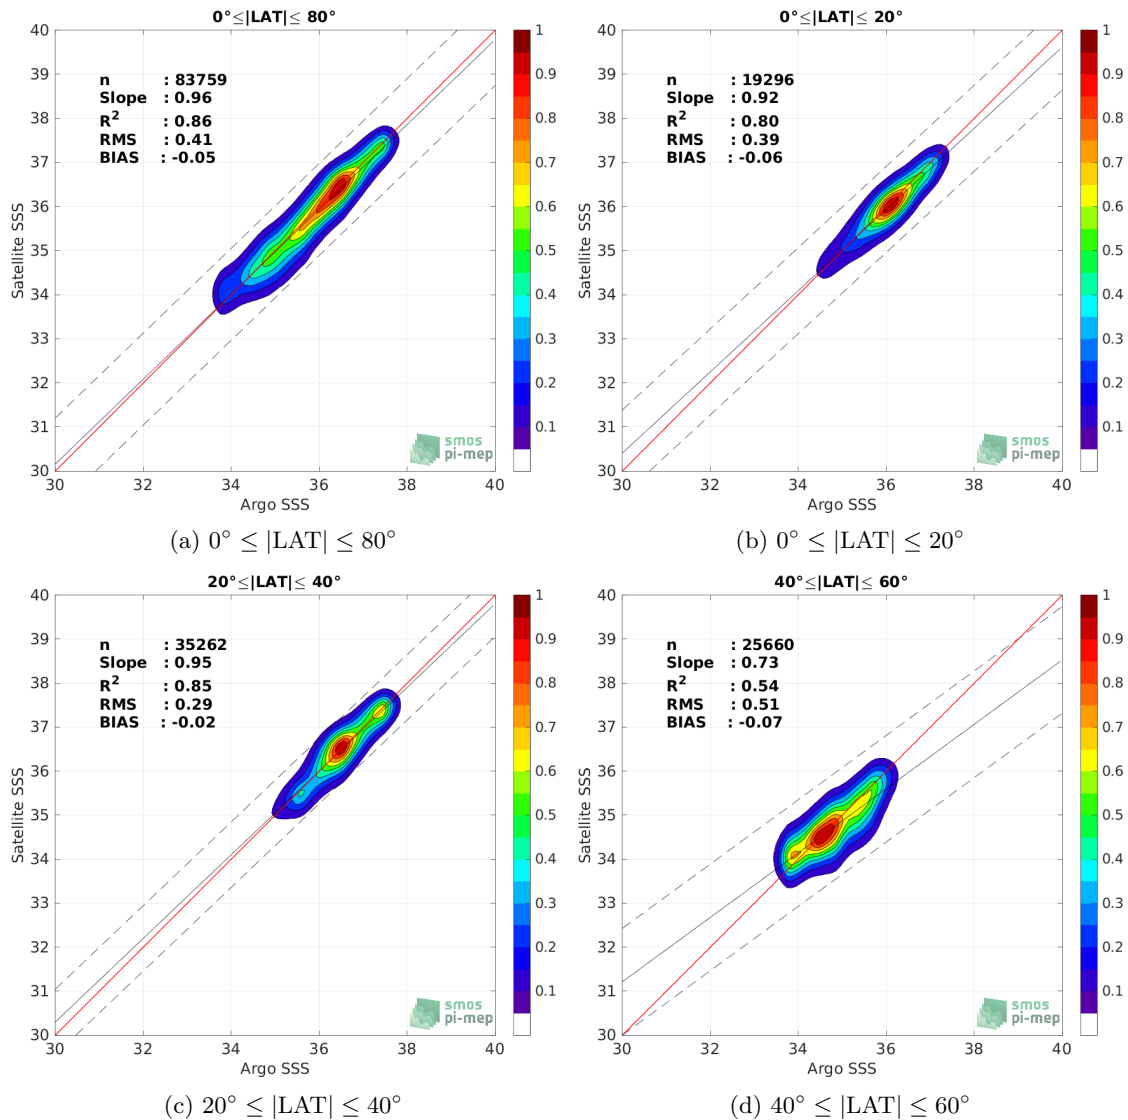 0°≤|LAT|≤ 80°
40
39
38
37
36
35
34
33
32
31
30
Satellite SSS
n : 83759
Slope : 0.96
R2 : 0.86
RMS : 0.41
BIAS : -0.05
smos
pi-mep
30 32 34 36 38 40
Argo SSS
1
0.9
0.8
0.7
0.6
0.5
0.4
0.3
0.2
0.1
(a) 0° ≤ |LAT| ≤ 80°
0°≤|LAT|≤ 20°
40
39
38
37
36
35
34
33
32
31
30
Satellite SSS
n : 19296
Slope : 0.92
R2 : 0.80
RMS : 0.39
BIAS : -0.06
smos
pi-mep
30 32 34 36 38 40
Argo SSS
1
0.9
0.8
0.7
0.6
0.5
0.4
0.3
0.2
0.1
(b) 0° ≤ |LAT| ≤ 20°
20°≤|LAT|≤ 40°
40
39
38
37
36
35
34
33
32
31
30
Satellite SSS
n : 35262
Slope : 0.95
R2 : 0.85
RMS : 0.29
BIAS : -0.02
smos
pi-mep
30 32 34 36 38 40
Argo SSS
1
0.9
0.8
0.7
0.6
0.5
0.4
0.3
0.2
0.1
(c) 20° ≤ |LAT| ≤ 40°
40°≤|LAT|≤ 60°
40
39
38
37
36
35
34
33
32
31
30
Satellite SSS
n : 25660
Slope : 0.73
R2 : 0.54
RMS : 0.51
BIAS : -0.07
smos
pi-mep
30 32 34 36 38 40
Argo SSS
1
0.9
0.8
0.7
0.6
0.5
0.4
0.3
0.2
0.1
(d) 40° ≤ |LAT| ≤ 60°